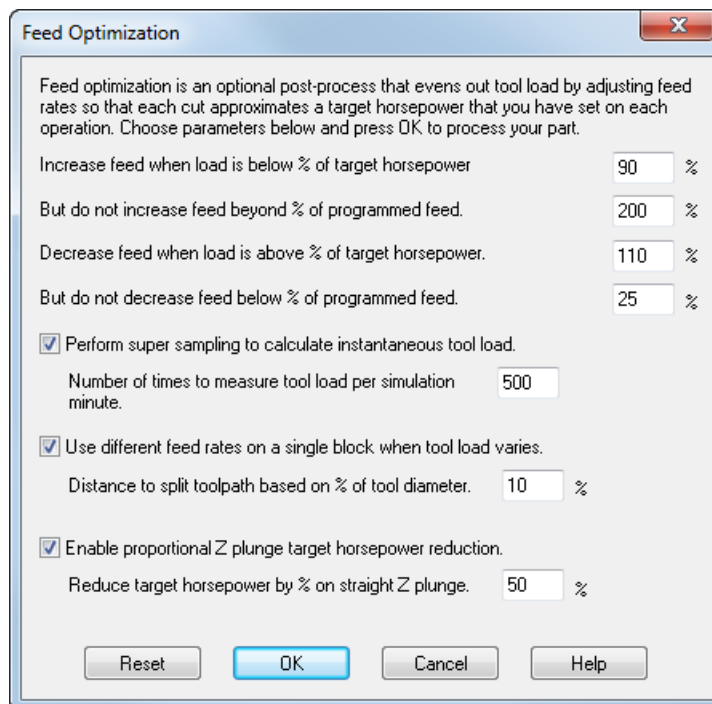 Feed Optimization
Feed optimization is an optional post-process that evens out tool load by adjusting feed
rates so that each cut approximates a target horsepower that you have set on each
operation. Choose parameters below and press OK to process your part.
Increase feed when load is below % of target horsepower 90 %
But do not increase feed beyond % of programmed feed. 200 %
Decrease feed when load is above % of target horsepower. 110 %
But do not decrease feed below % of programmed feed. 25 %
Perform super sampling to calculate instantaneous tool load.
Number of times to measure tool load per simulation 500
minute.
Use different feed rates on a single block when tool load varies.
Distance to split toolpath based on % of tool diameter. 10 %
Enable proportional Z plunge target horsepower reduction.
Reduce target horsepower by % on straight Z plunge. 50 %
Reset OK Cancel Help